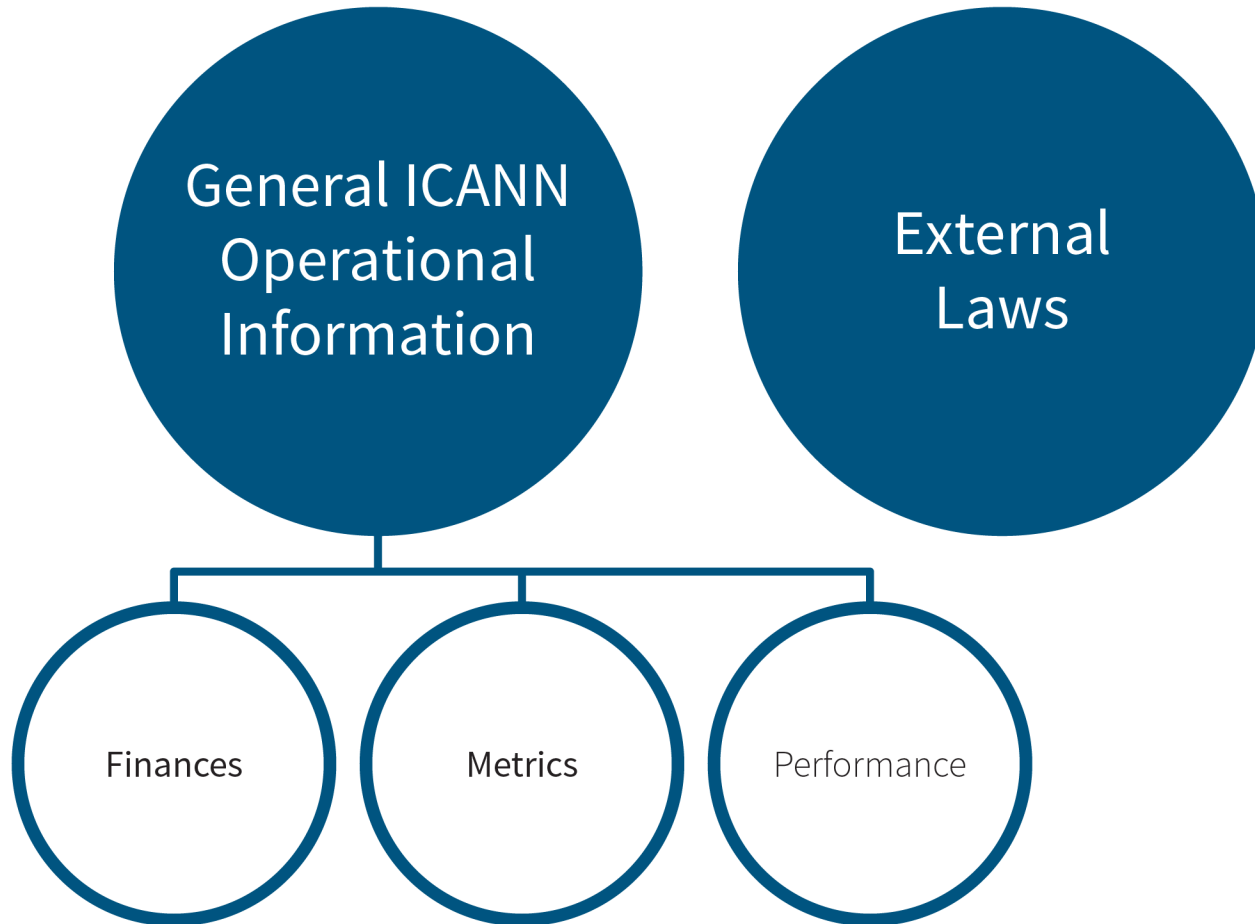 General ICANN
Operational
Information
External
Laws
Finances
Metrics
Performance